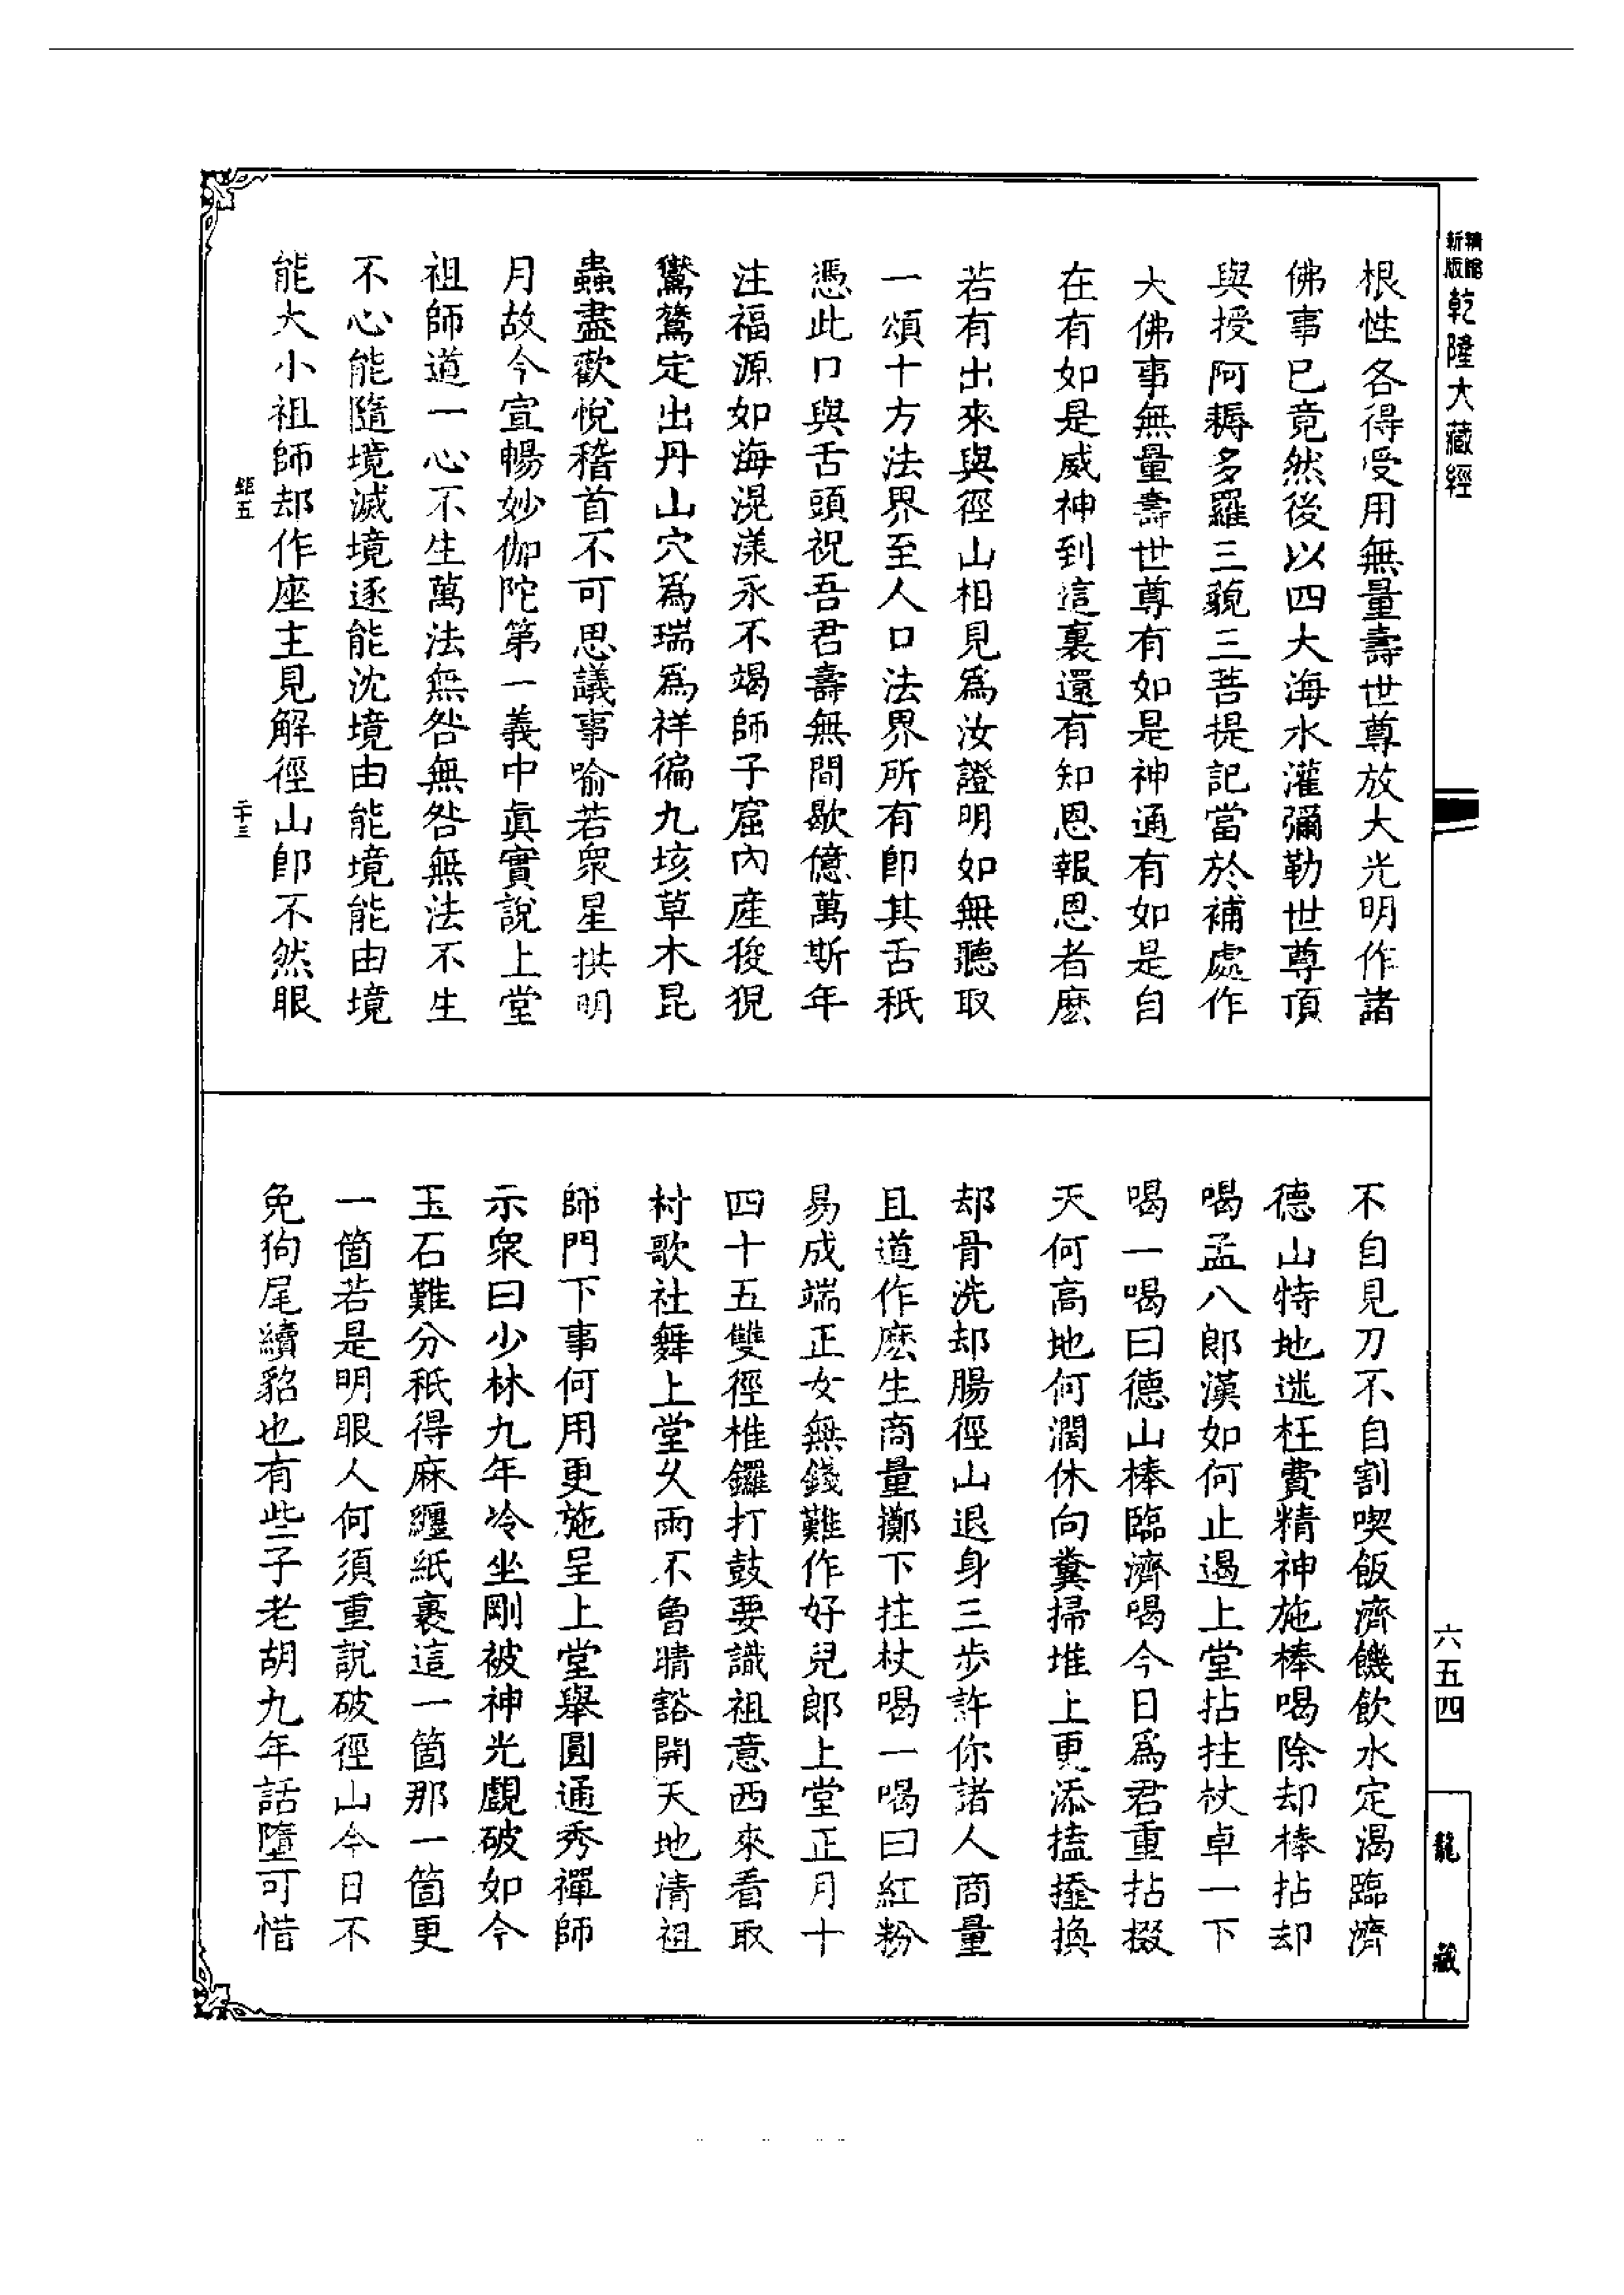 新版精縮乾隆大藏經
六五四
龍藏
根性各得受用無量壽世尊放大光明作諸
佛事已竟然後以四大海水灌彌勒世尊頂
與授阿耨多羅三藐三菩提記當於補處作
大佛事無量壽世尊有如是神通有如是自
在有如是威神到這裏還有知恩報恩者麽
若有出來與徑山相見爲汝證明如無聽取
一頌十方法界至人口法界所有即其舌秖
憑此口與舌頭祝吾君壽無間歇億萬斯年
注福源如海滉漾永不竭師子窟內產狻猊
鸑鷟定出丹山穴爲瑞爲祥徧九垓草木昆
蟲盡歡悅稽首不可思議事喻若衆星拱明
月故今宣暢妙伽陀第一義中眞實說上堂
祖師道一心不生萬法無咎無咎無法不生
不心能隨境滅境逐能沈境由能境能由境
能大小祖師却作座主見解徑山即不然眼
鉅五
二十三
不自見刀不自割喫飯濟饑飲水定渴臨濟
德山特地迷枉費精神施棒喝除却棒拈却
喝孟八郎漢如何止遏上堂拈拄杖卓一下
喝一喝曰德山棒臨濟喝今日爲君重拈掇
天何高地何濶休向糞掃堆上更添搕𢶍換
却骨洗却腸徑山退身三步許你諸人商量
且道作麽生商量擲下拄杖喝一喝曰紅粉
易成端正女無錢難作好兒郎上堂正月十
四十五雙徑椎鑼打鼓要識祖意西來看取
村歌社舞上堂久雨不曾晴豁開天地清祖
師門下事何用更施呈上堂舉圓通秀禪師
示衆曰少林九年冷坐剛被神光覷破如今
玉石難分秖得麻纏紙裹這一箇那一箇更
一箇若是明眼人何須重說破徑山今日不
免狗尾續貂也有些子老胡九年話墮可惜